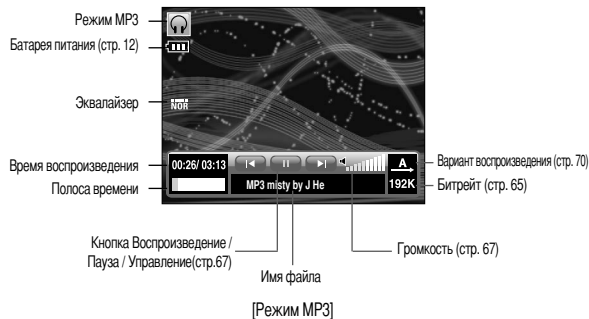 Режим MP3
Батарея питания (стр. 12)
Эквалайзер
NOR
Время воспроизведения
00:26/ 03:13
A
Вариант воспроизведения (стр. 70)
Полоса времени
MP3 misty by J He
192K
Битрейт (стр. 65)
Кнопка Воспроизведение /
Пауза / Управление(стр.67)
Громкость (стр. 67)
Имя файла
[Режим MP3]